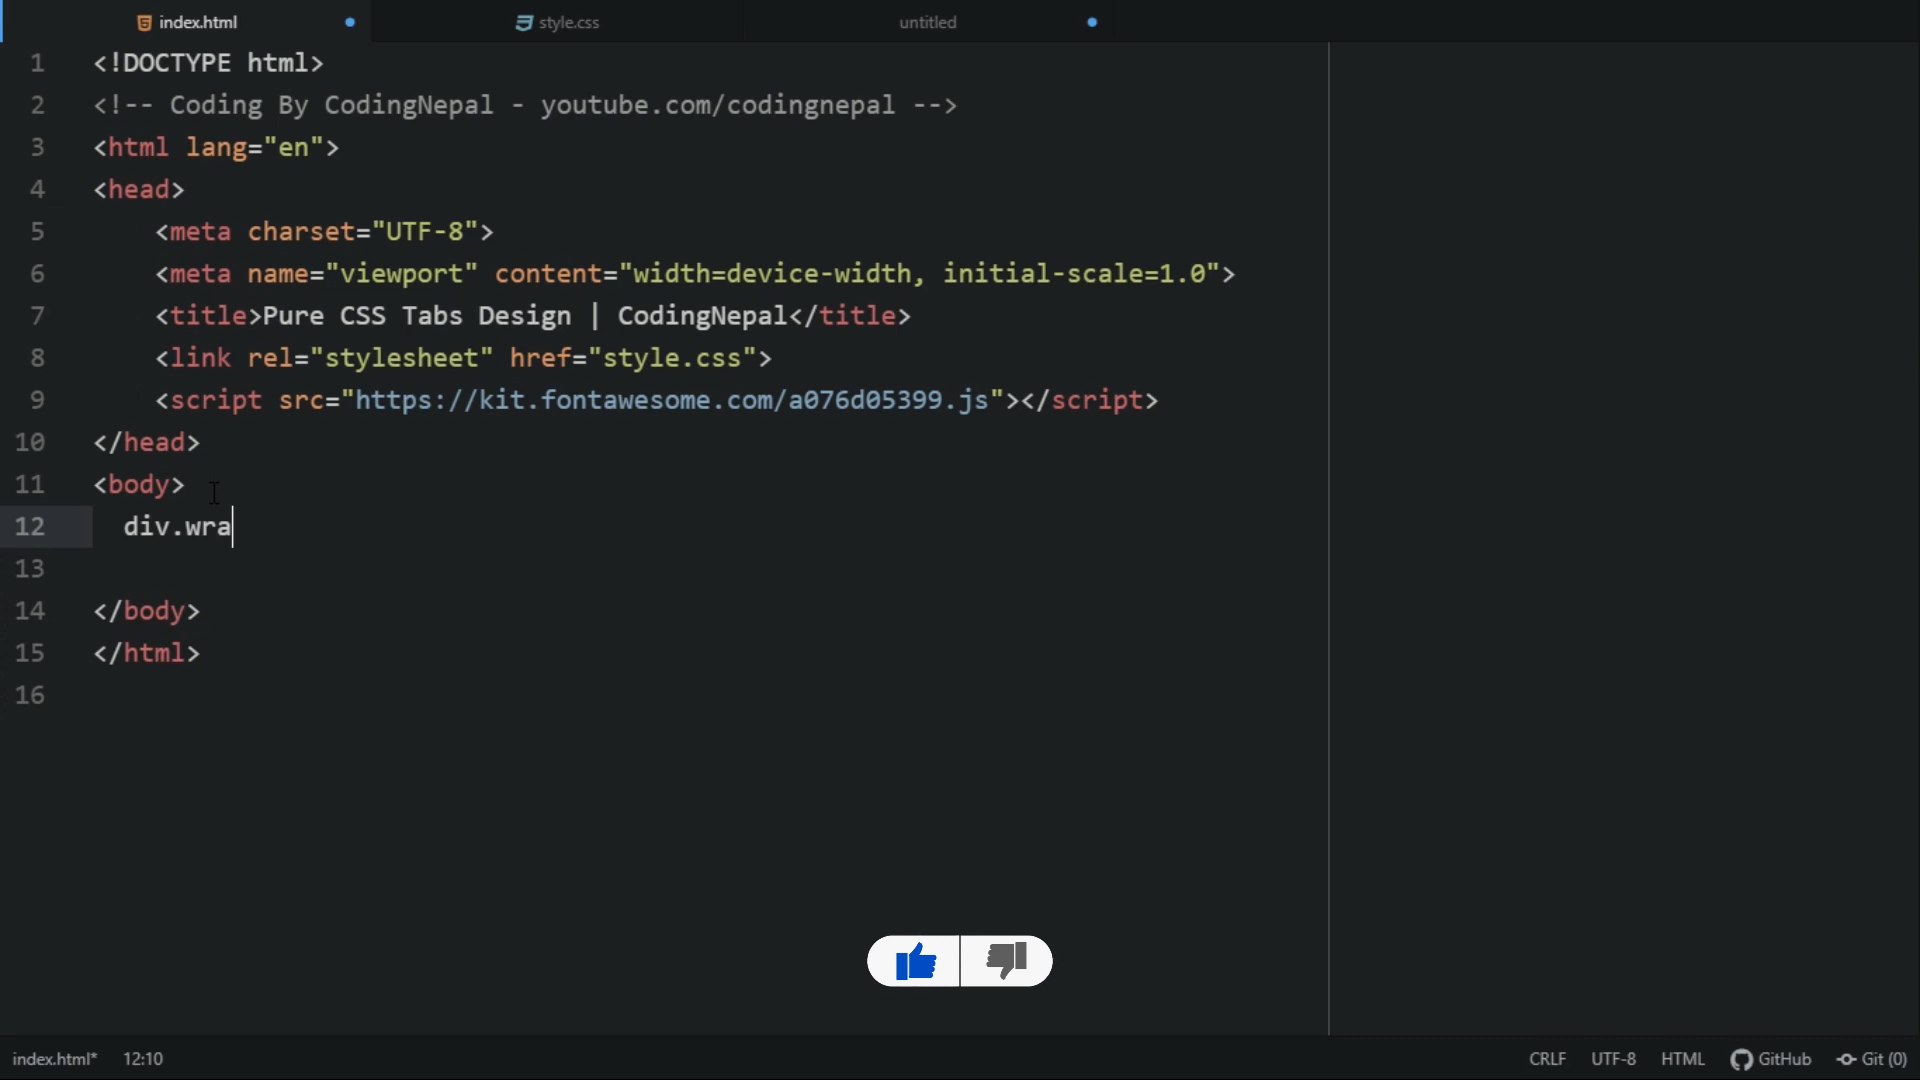 index.html
style.css
untitled
1 <!DOCTYPE html>
2 <!-- Coding By CodingNepal - youtube.com/codingnepal -->
3 <html lang="en">
4 <head>
5 <meta charset="UTF-8">
6 <meta name="viewport" content="width=device-width, initial-scale=1.0">
7 <title>Pure CSS Tabs Design | CodingNepal</title>
8 <link rel="stylesheet" href="style.css">
9 <script src="https://kit.fontawesome.com/a076d05399.js"></script>
10 </head>
11 <body>
12 div.wra
13
14 </body>
15 </html>
16
index.html* 12:10 CRLF UTF-8 HTML GitHub Git (0)